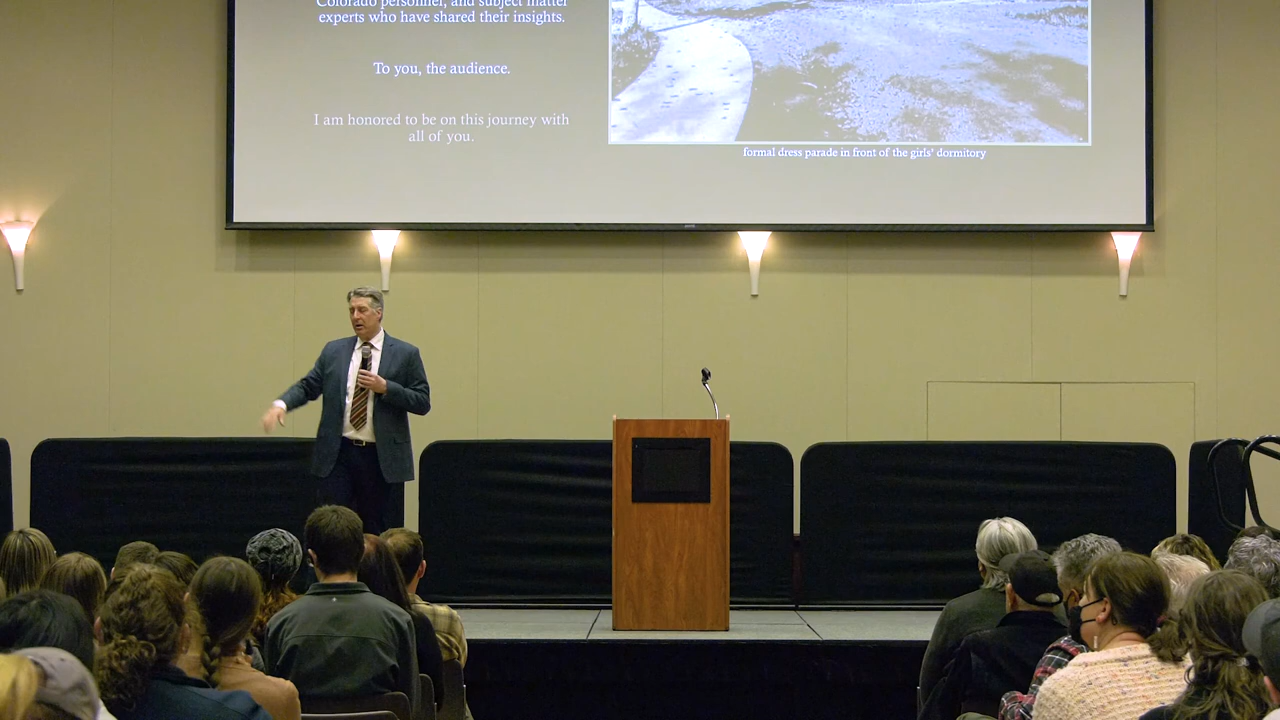 Colorado personnel, and subject matter
experts who have shared their insights.
To you, the audience.
I am honored to be on this journey with
all of you.
formal dress parade in front of the girls' dormitory